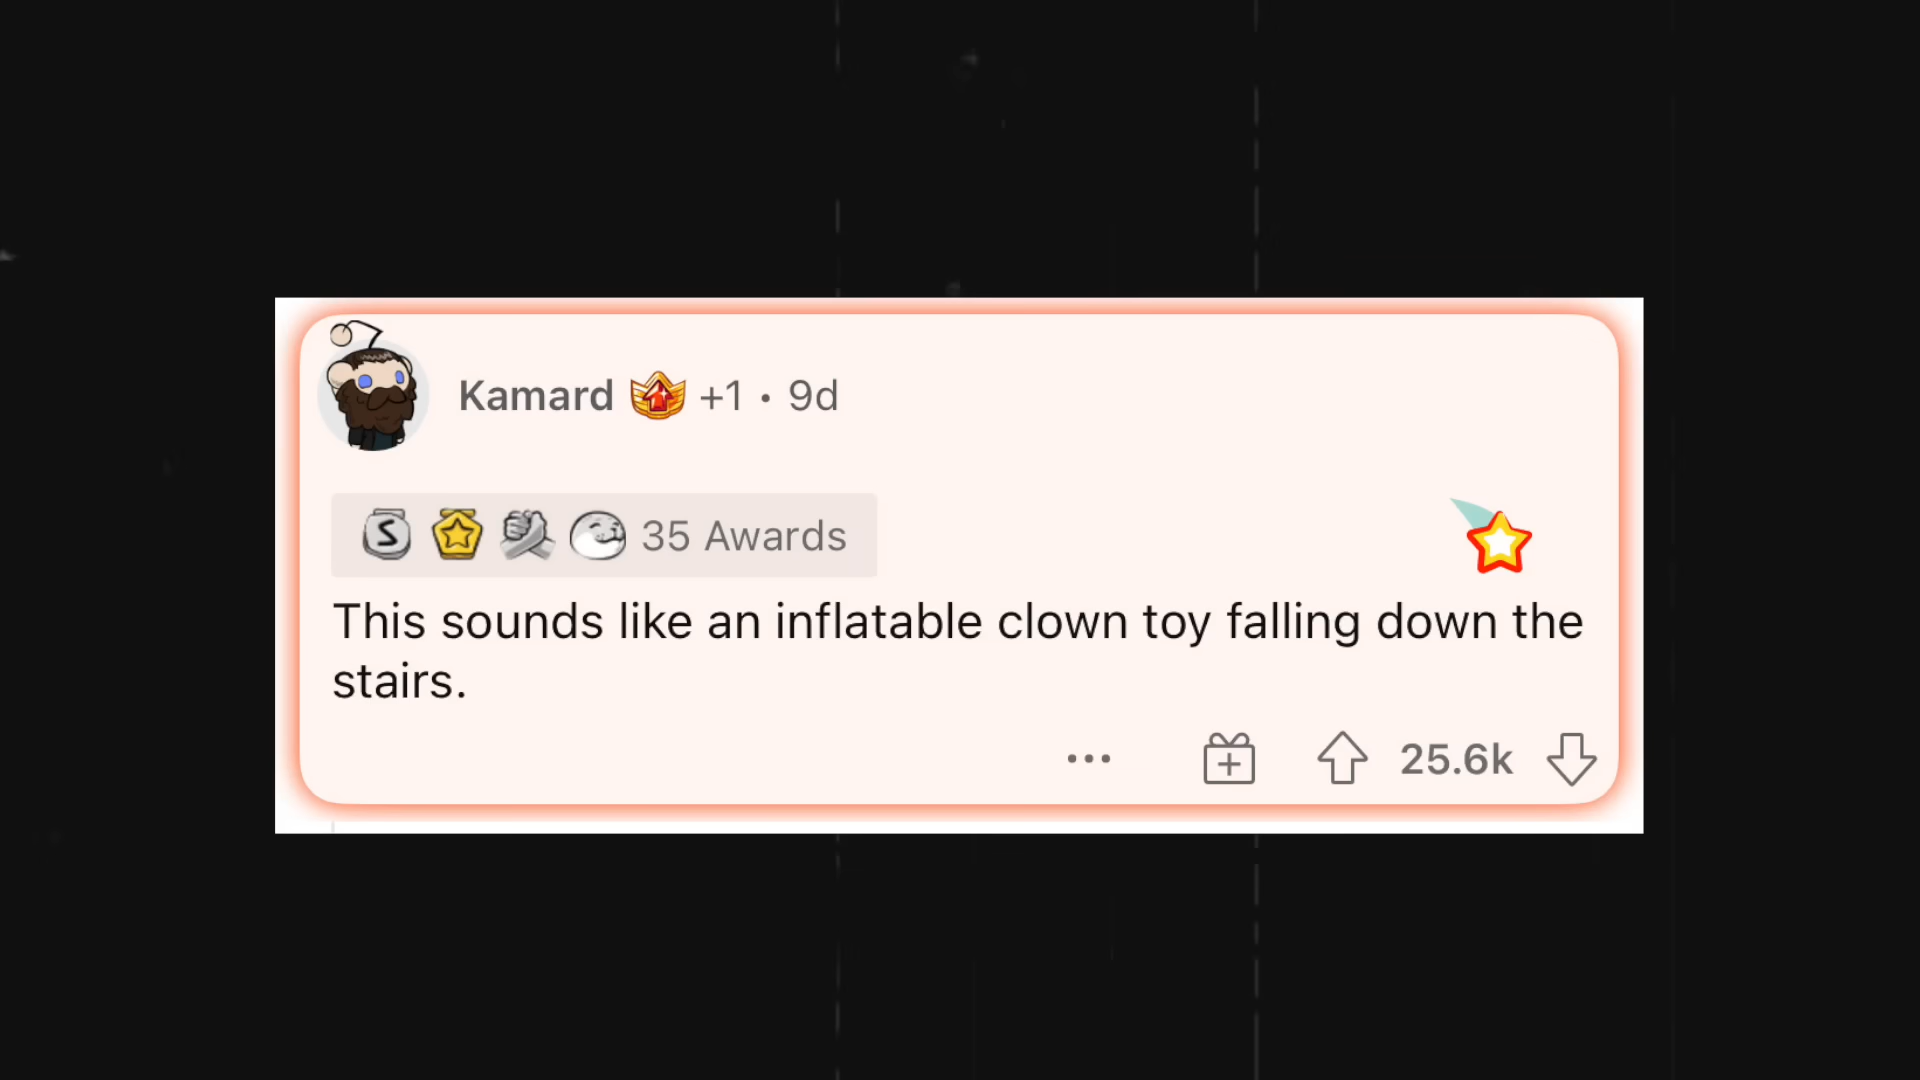 Kamard +1 • 9d
S 35 Awards
This sounds like an inflatable clown toy falling down the
stairs.
25.6k